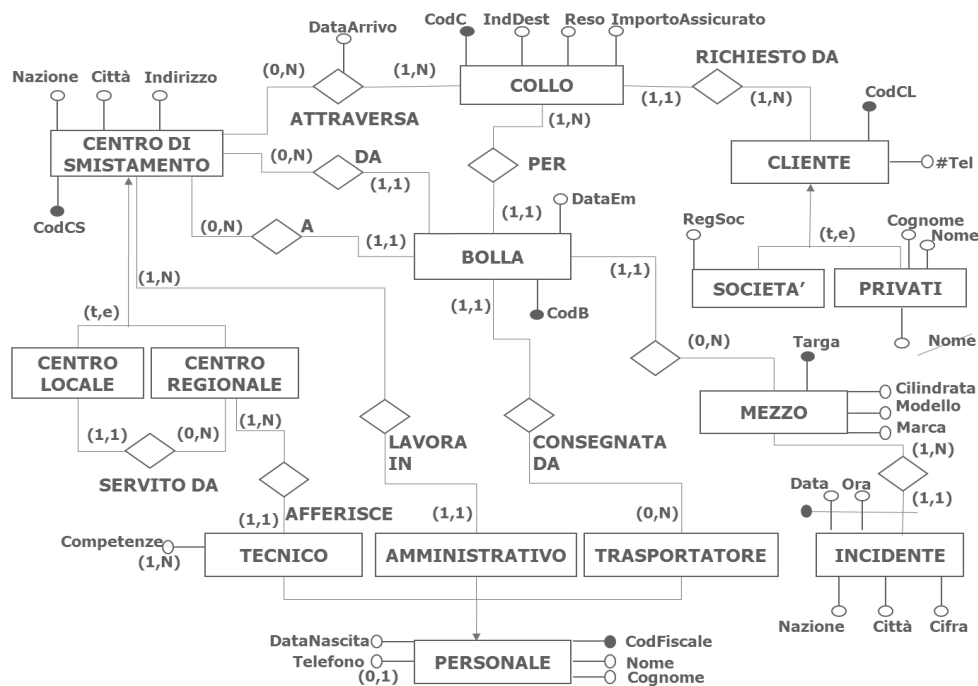 CodC IndDest Reso ImportoAssicurato
DataArrivo
Nazione Città Indirizzo
(0,N) (1,N)
COLLO
RICHIESTO DA
(1,1) (1,N)
CodCL
ATTRAVERSA
(1,N)
CENTRO DI
SMISTAMENTO
(0,N) DA
(1,1)
PER
CLIENTE
#Tel
CodCS
(0,N) A
(1,1)
(1,1)
DataEm
BOLLA
(1,1)
RegSoc
(t,e)
Cognome
Nome
SOCIETA’
PRIVATI
(1,N)
(1,1)
CodB
(t,e)
Nome
(0,N)
Targa
CENTRO
LOCALE
CENTRO
REGIONALE
MEZZO
Cilindrata
Modello
Marca
(1,1) (0,N)
(1,N)
SERVITO DA
LAVORA
IN
CONSEGNATA
DA
(1,N)
Data Ora
(1,1)
AFFERISCE
(1,1)
(1,1)
(0,N)
Competenze
(1,N)
TECNICO
AMMINISTRATIVO
TRASPORTATORE
INCIDENTE
Nazione Città Cifra
DataNascita
Telefono
(0,1)
PERSONALE
CodFiscale
Nome
Cognome